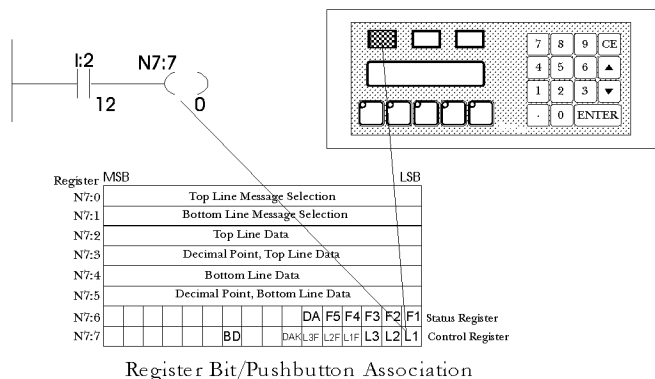 I:2
N7:7
12
0
7 8 9 CE
4 5 6 ▲
1 2 3 ▼
. 0 ENTER
Register MSB LSB
N7:0 Top Line Message Selection
N7:1 Bottom Line Message Selection
N7:2 Top Line Data
N7:3 Decimal Point, Top Line Data
N7:4 Bottom Line Data
N7:5 Decimal Point, Bottom Line Data
N7:6 DA F5 F4 F3 F2 F1 Status Register
N7:7 BD DAK L3F L2F L1F L3 L2 L1 Control Register
Register Bit/Pushbutton Association